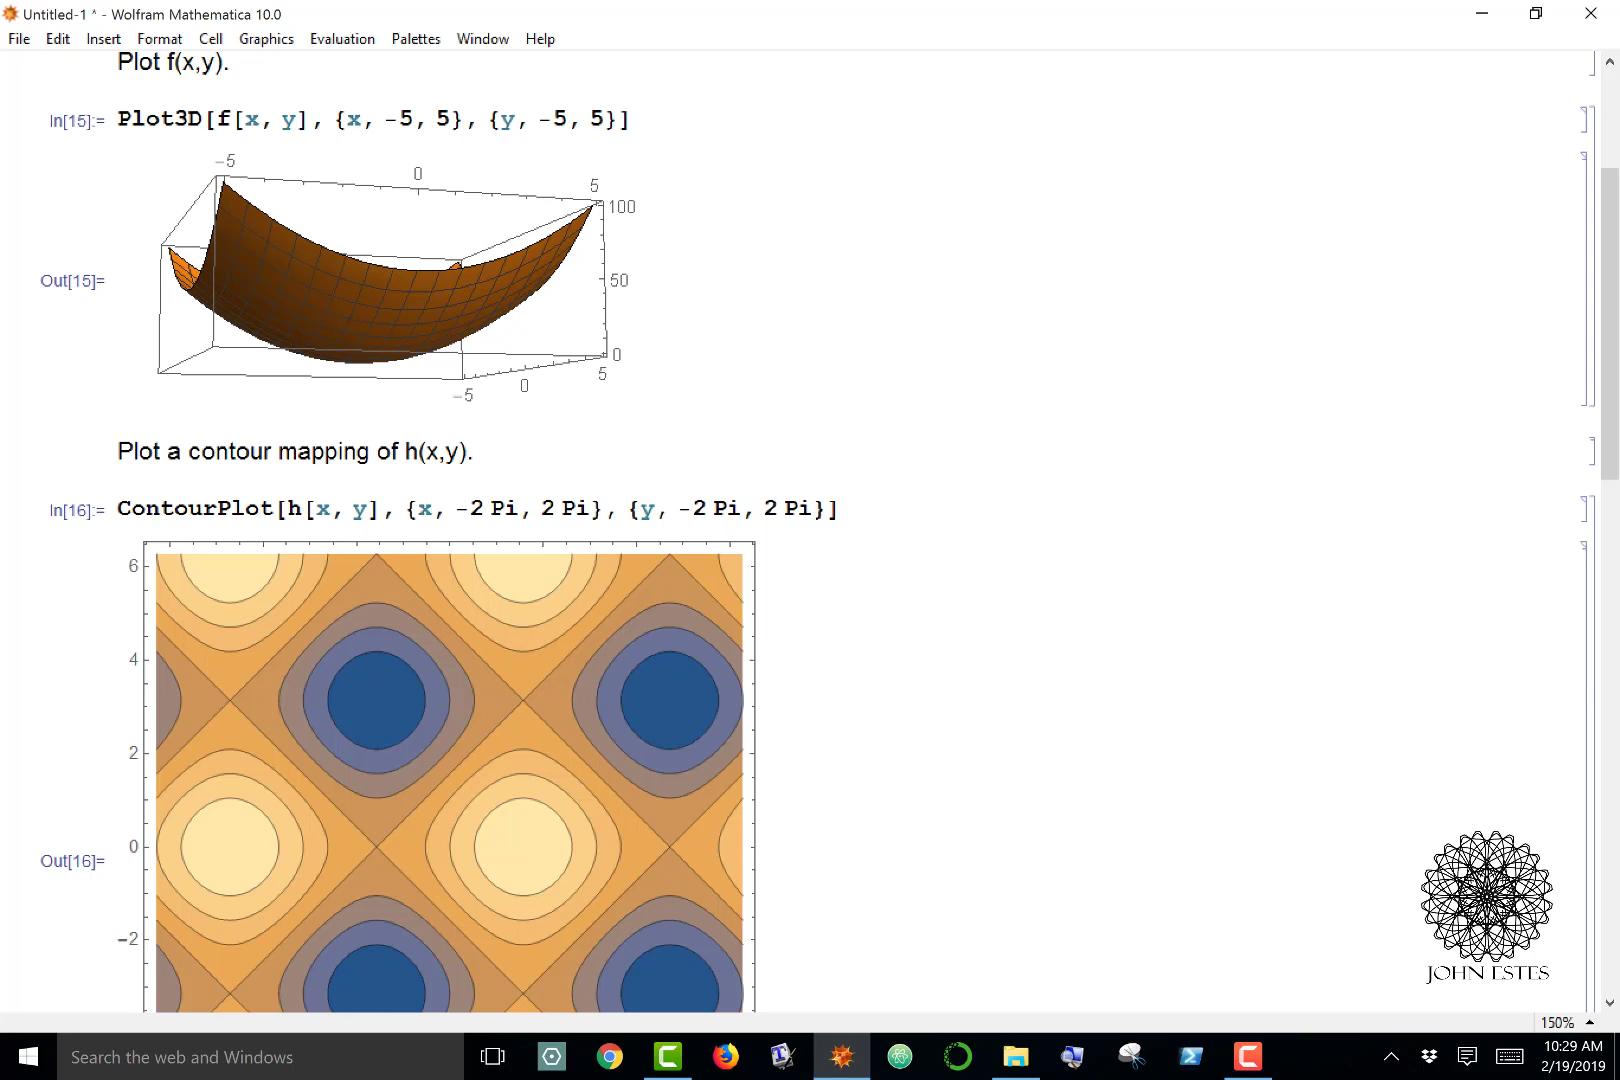 Untitled-1 * - Wolfram Mathematica 10.0
File Edit Insert Format Cell Graphics Evaluation Palettes Window Help
Plot f(x,y).
In[15]:= Plot3D[f[x, y], {x, -5, 5}, {y, -5, 5}]
-5
0
5
100
Out[15]=
50
0
5
0
-5
Plot a contour mapping of h(x,y).
In[16]:= ContourPlot[h[x, y], {x, -2 Pi, 2 Pi}, {y, -2 Pi, 2 Pi}]
6
4
2
0
Out[16]=
-2
JOHN ESTES
150%
Search the web and Windows
10:29 AM
2/19/2019